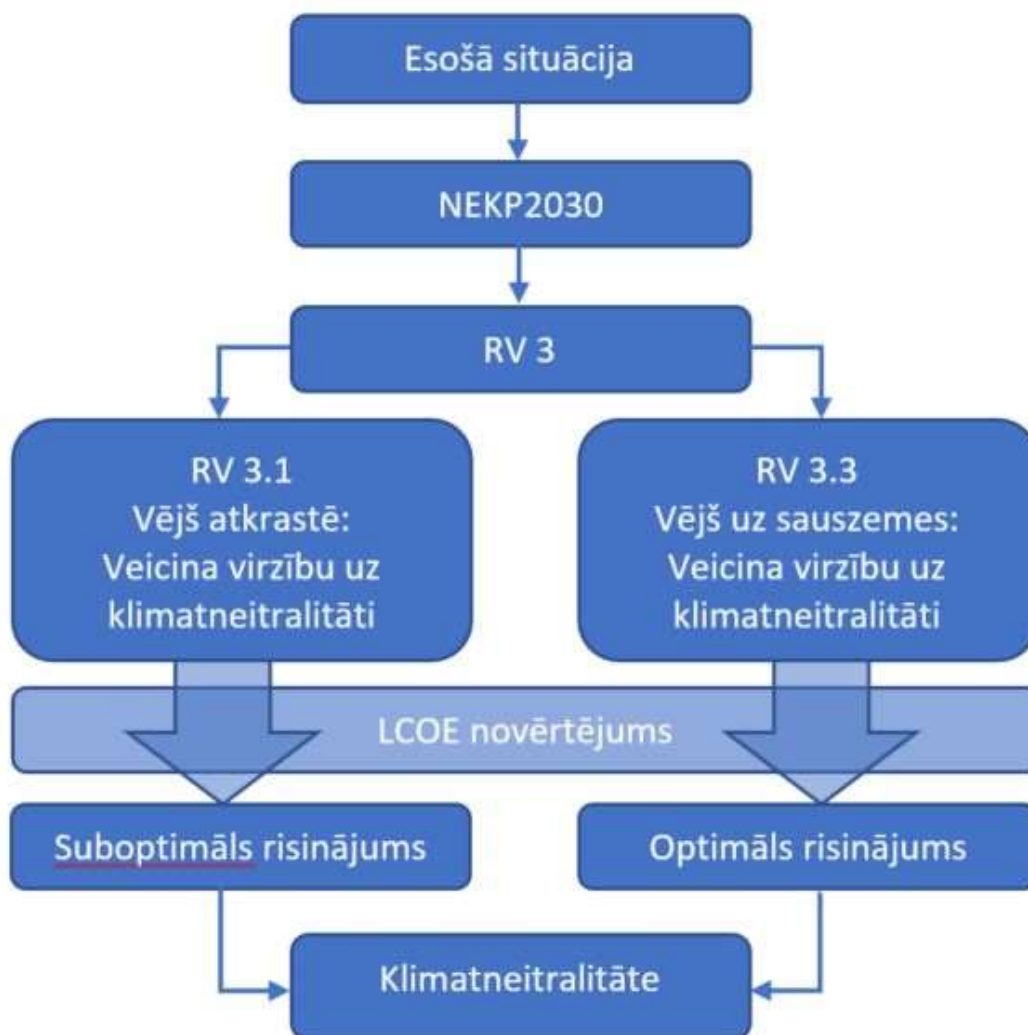 Esošā situācija
NEKP2030
RV 3
RV 3.1
Vējš atkrastē:
Veicina virzību uz
klimatneitralitāti
RV 3.3
Vējš uz sauszemes:
Veicina virzību uz
klimatneitralitāti
LCOE novērtējums
Suboptimāls risinājums
Optimāls risinājums
Klimatneitralitāte